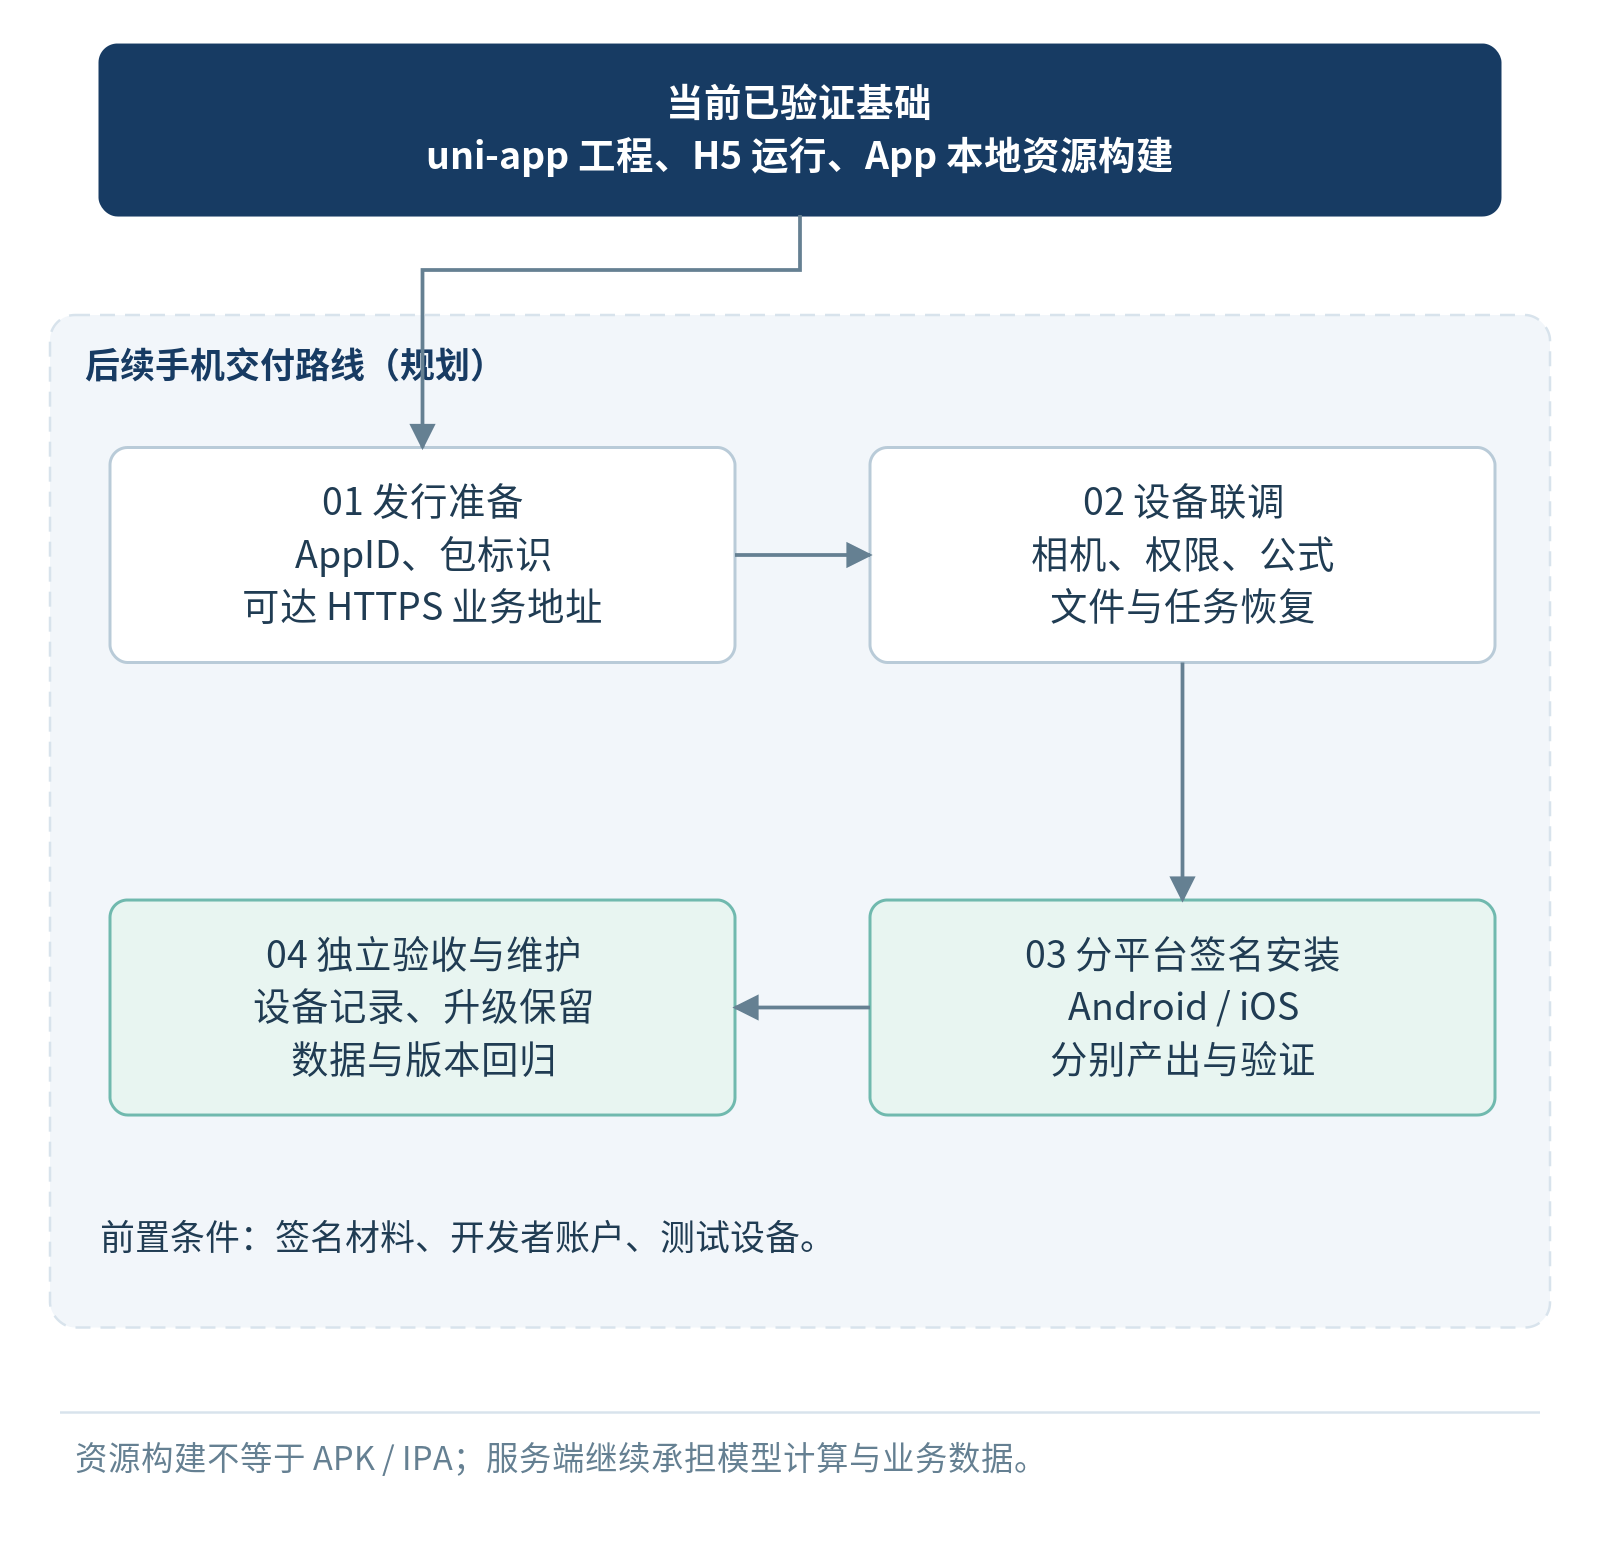 当前已验证基础
uni-app 工程、H5 运行、App 本地资源构建
后续手机交付路线（规划）
01 发行准备
AppID、包标识
可达 HTTPS 业务地址
02 设备联调
相机、权限、公式
文件与任务恢复
03 分平台签名安装
Android / iOS
分别产出与验证
04 独立验收与维护
设备记录、升级保留
数据与版本回归
前置条件：签名材料、开发者账户、测试设备。
资源构建不等于 APK / IPA；服务端继续承担模型计算与业务数据。